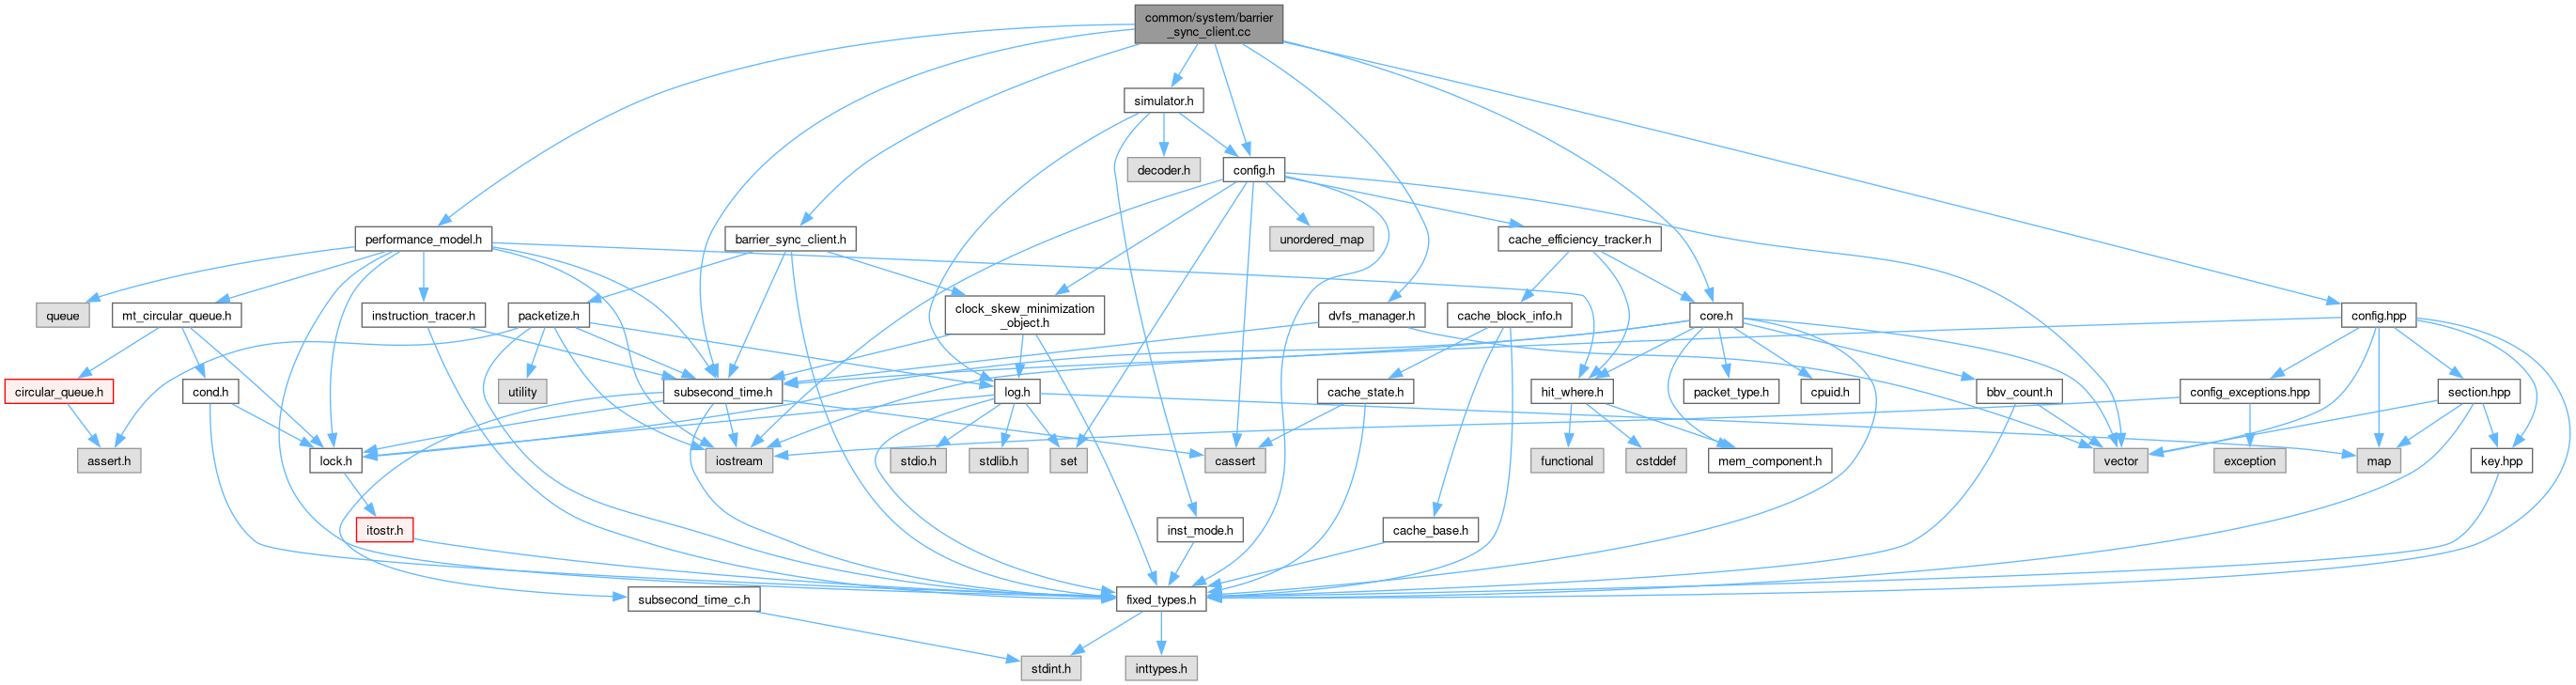 common/system/barrier
_sync_client.cc
simulator.h
decoder.h
config.h
performance_model.h
barrier_sync_client.h
unordered_map
cache_efficiency_tracker.h
queue
mt_circular_queue.h
instruction_tracer.h
packetize.h
clock_skew_minimization
_object.h
dvfs_manager.h
cache_block_info.h
core.h
config.hpp
circular_queue.h
cond.h
utility
subsecond_time.h
log.h
cache_state.h
hit_where.h
packet_type.h
cpuid.h
bbv_count.h
config_exceptions.hpp
section.hpp
assert.h
lock.h
iostream
stdio.h
stdlib.h
set
cassert
functional
cstddef
mem_component.h
vector
exception
map
key.hpp
itostr.h
inst_mode.h
cache_base.h
subsecond_time_c.h
fixed_types.h
stdint.h
inttypes.h